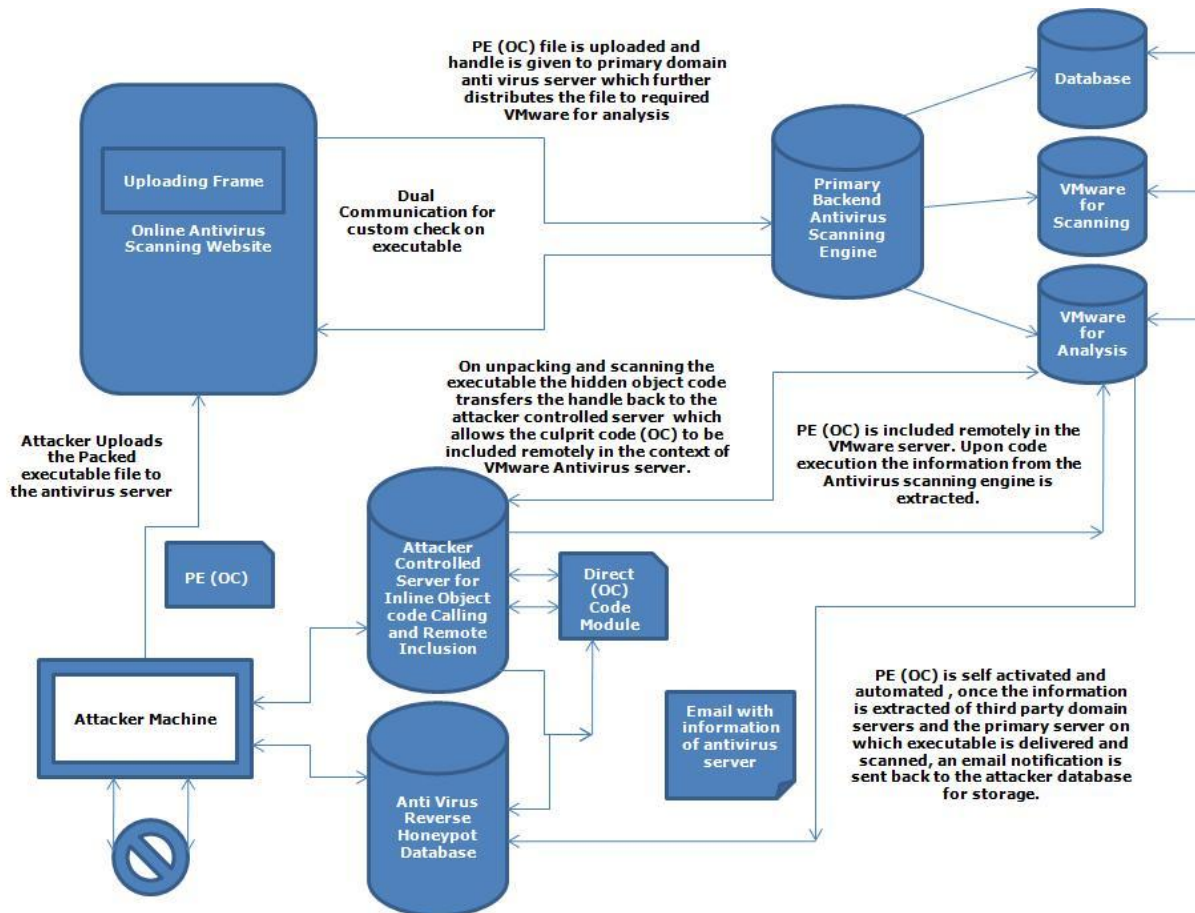 PE (OC) file is uploaded and
handle is given to primary domain
anti virus server which further
distributes the file to required
VMware for analysis
Database
Uploading Frame
Online Antivirus
Scanning Website
Dual
Communication for
custom check on
executable
Primary
Backend
Antivirus
Scanning
Engine
VMware
for
Scanning
VMware
for
Analysis
On unpacking and scanning the
executable the hidden object code
transfers the handle back to the
attacker controlled server which
allows the culprit code (OC) to be
included remotely in the context of
VMware Antivirus server.
PE (OC) is included remotely in the
VMware server. Upon code
execution the information from the
Antivirus scanning engine is
extracted.
Attacker Uploads
the Packed
executable file to
the antivirus server
PE (OC)
Attacker
Controlled
Server for
Inline Object
code Calling
and Remote
Inclusion
Direct
(OC)
Code
Module
Attacker Machine
Email with
information
of antivirus
server
PE (OC) is self activated and
automated , once the information
is extracted of third party domain
servers and the primary server on
which executable is delivered and
scanned, an email notification is
sent back to the attacker database
for storage.
Anti Virus
Reverse
Honeypot
Database